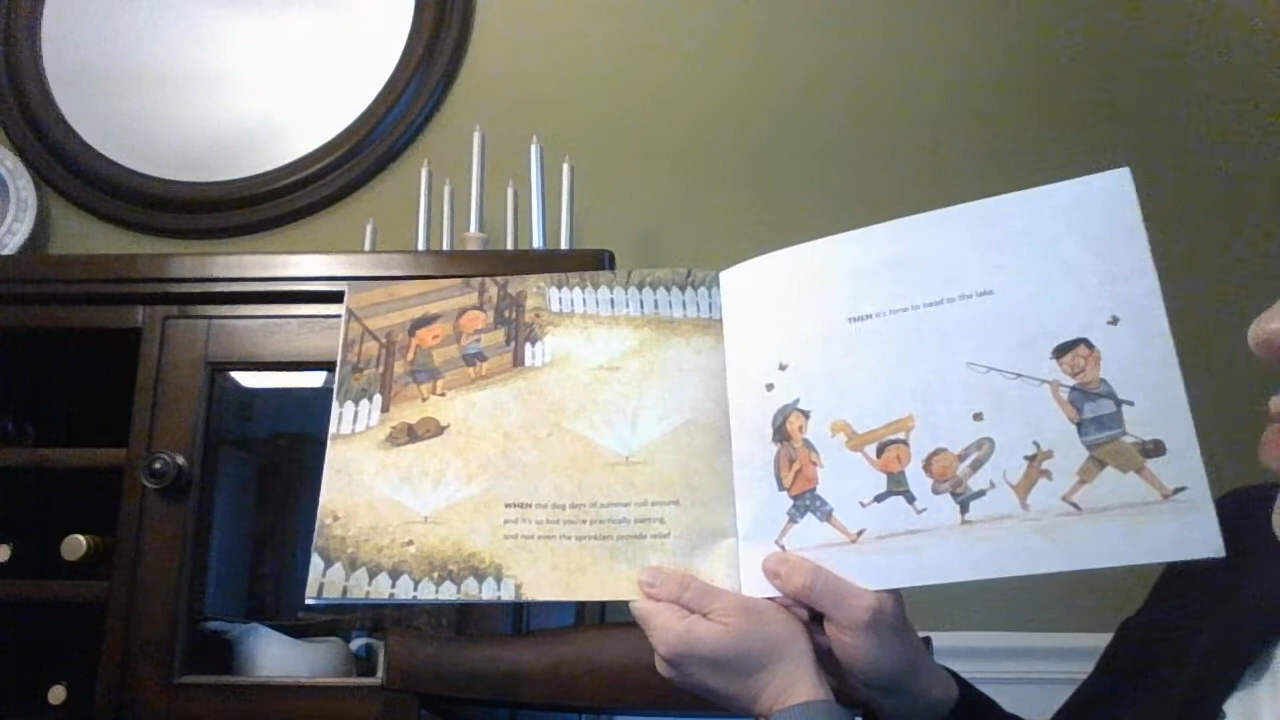 WHEN the dog days of summer roll around,
and it's so hot you're practically panting,
and not even the sprinklers provide relief
THEN it's time to head to the lake.